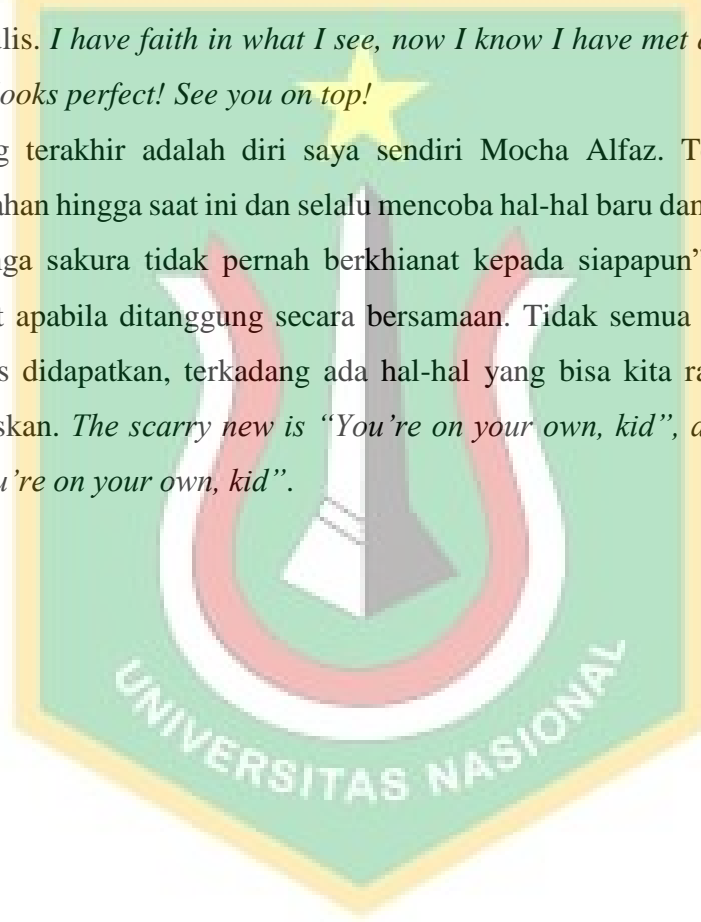 lis. I have faith in what I see, now I know I have met
ooks perfect! See you on top!
g terakhir adalah diri saya sendiri Mocha Alfaz. T
ahan hingga saat ini dan selalu mencoba hal-hal baru dan
ga sakura tidak pernah berkhianat kepada siapapun”
t apabila ditanggung secara bersamaan. Tidak semua
s didapatkan, terkadang ada hal-hal yang bisa kita ra
skan. The scarry new is “You’re on your own, kid”, a
u’re on your own, kid”.
UNIVERSITAS NASIONAL